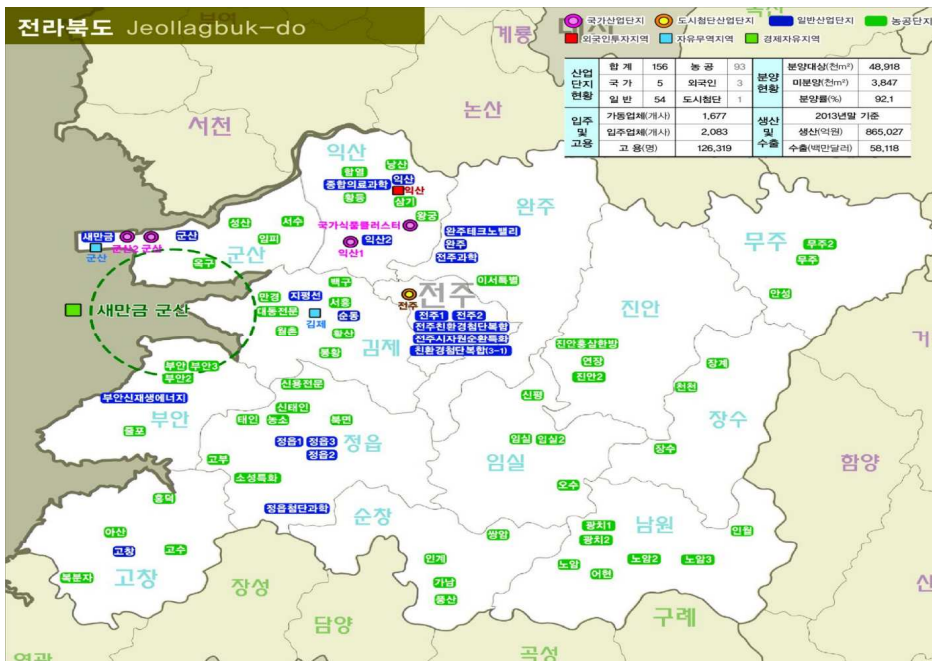 전라북도 Jeollagbuk-do
국가산업단지 도시첨단산업단지 일반산업단지 농공단지
외국인투자지역 자유무역지역 경제자유지역
산업단지현황 합 계 156 농 공 93 분양현황 분양대상(천m²) 48,918
국 가 5 외국인 3 미분양(천m²) 3,847
일 반 54 도시첨단 1 분양률(%) 92.1
입주 및 고용 가동업체(개사) 1,677 생산 및 수출 2013년말 기준
입주업체(개사) 2,083 생산(억원) 865,027
고 용(명) 126,319 수출(백만달러) 58,118
계룡
논산
서천
익산
낭산
함열
종합의료과학 익산
익산
황등 삼기
왕궁
국가식품클러스터
익산1 익산2
완주
완주테크노밸리
완주
전주과학
이서특별
무주
무주2
무주
안성
성산 서수
임피
군산
옥구
새만금 군산2 군산 군산
군산
새만금 군산
백구
만경 지평선 서흥
대동전문 김제 순동
월촌 황산
봉황
김제
전주
전주
전주1 전주2
전주친환경첨단복합
전주시자원순환특화
친환경첨단복합(3-1)
진안
진안홍삼한방
연장
진안2
장계
천천
장수
장수
부안 부안3
부안2
부안신재생에너지
부안
줄포
신용전문
신태인
태인 농소 북면
정읍1 정읍3
정읍2
정읍
고부
소성특화
정읍첨단과학
신평
임실 임실2
임실
오수
함양
흥덕
아산
고창 고수
복분자
고창
순창
쌍암
인계
가남
풍산
남원
광치1
광치2
인월
노암 노암2 노암3
어현
장성
담양
곡성
구례
영광